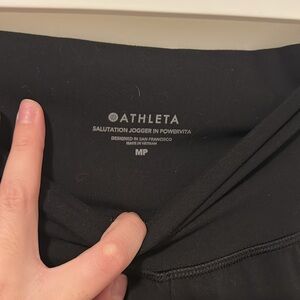 ATHLETA
SALUTATION JOGGER IN POWERVITA
DESIGNED IN SAN FRANCISCO
MADE IN VIETNAM
MP